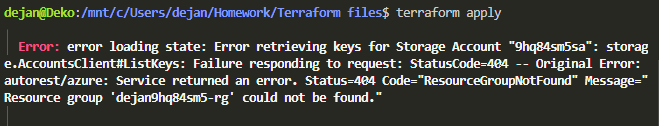 dejan@Deko:/mnt/c/Users/dejan/Homework/Terraform files$ terraform apply
Error: error loading state: Error retrieving keys for Storage Account "9hq84sm5sa": storag
e.AccountsClient#ListKeys: Failure responding to request: StatusCode=404 -- Original Error:
autorest/azure: Service returned an error. Status=404 Code="ResourceGroupNotFound" Message="
Resource group 'dejan9hq84sm5-rg' could not be found."